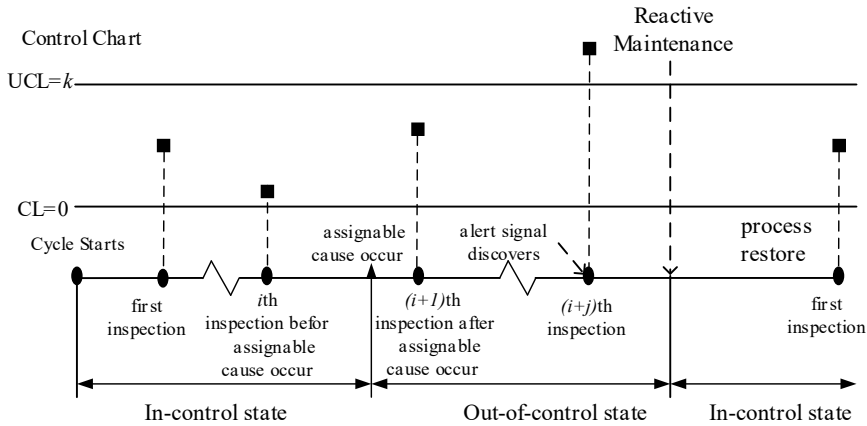 Control Chart
Reactive
Maintenance
UCL=k
CL=0
Cycle Starts
assignable
cause occur
alert signal
discovers
process
restore
first
inspection
ith
inspection befor
assignable
cause occur
(i+1)th
inspection after
assignable
cause occur
(i+j)th
inspection
first
inspection
In-control state
Out-of-control state
In-control state